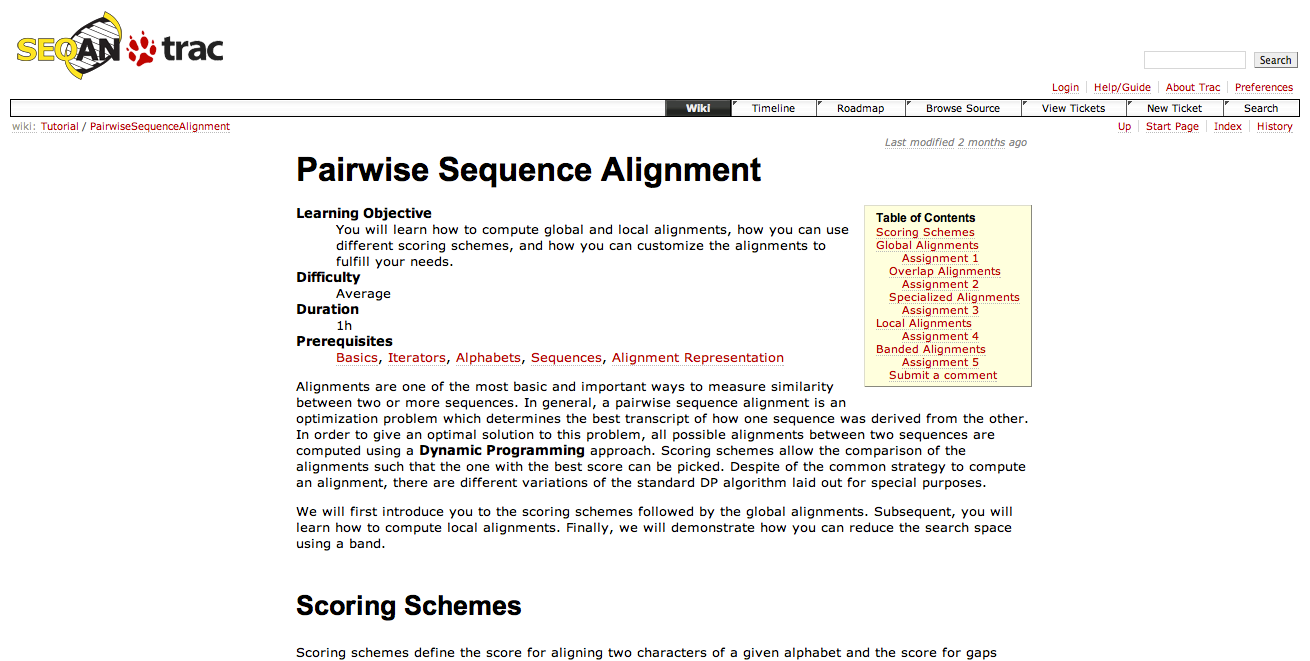 SEQAN trac
Search
Login Help/Guide About Trac Preferences
Wiki Timeline Roadmap Browse Source View Tickets New Ticket Search
wiki: Tutorial / PairwiseSequenceAlignment
Up Start Page Index History
Last modified 2 months ago
Pairwise Sequence Alignment
Learning Objective
You will learn how to compute global and local alignments, how you can use
different scoring schemes, and how you can customize the alignments to
fulfill your needs.
Difficulty
Average
Duration
1h
Prerequisites
Basics, Iterators, Alphabets, Sequences, Alignment Representation
Table of Contents
Scoring Schemes
Global Alignments
Assignment 1
Overlap Alignments
Assignment 2
Specialized Alignments
Assignment 3
Local Alignments
Assignment 4
Banded Alignments
Assignment 5
Submit a comment
Alignments are one of the most basic and important ways to measure similarity
between two or more sequences. In general, a pairwise sequence alignment is an
optimization problem which determines the best transcript of how one sequence was derived from the other.
In order to give an optimal solution to this problem, all possible alignments between two sequences are
computed using a Dynamic Programming approach. Scoring schemes allow the comparison of the
alignments such that the one with the best score can be picked. Despite of the common strategy to compute
an alignment, there are different variations of the standard DP algorithm laid out for special purposes.
We will first introduce you to the scoring schemes followed by the global alignments. Subsequent, you will
learn how to compute local alignments. Finally, we will demonstrate how you can reduce the search space
using a band.
Scoring Schemes
Scoring schemes define the score for aligning two characters of a given alphabet and the score for gaps